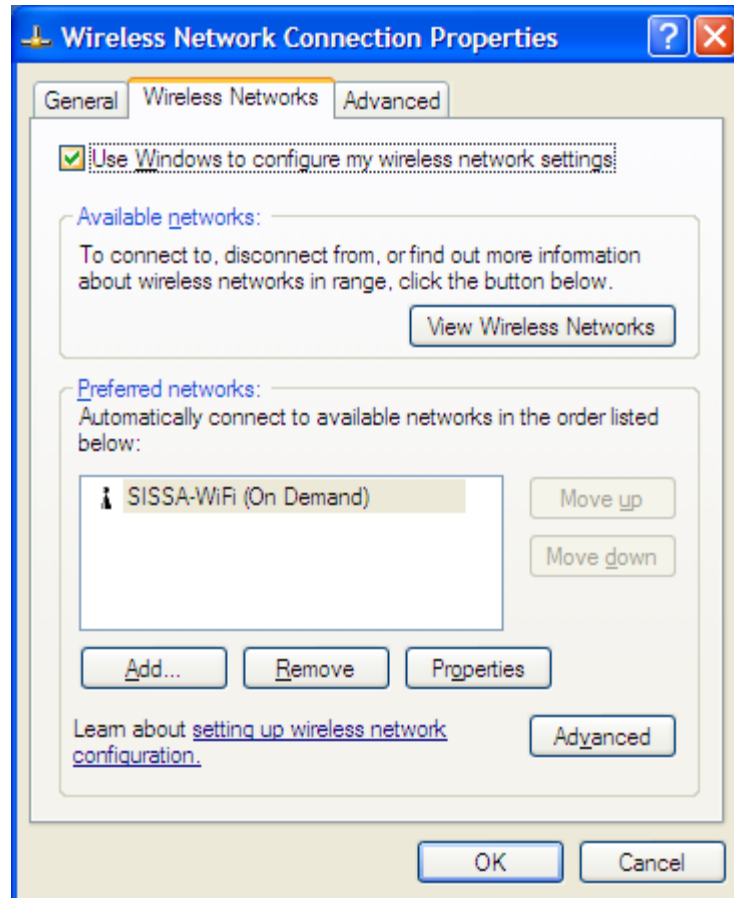 Wireless Network Connection Properties
General Wireless Networks Advanced
Use Windows to configure my wireless network settings
Available networks:
To connect to, disconnect from, or find out more information
about wireless networks in range, click the button below.
View Wireless Networks
Preferred networks:
Automatically connect to available networks in the order listed
below:
SISSA-WiFi (On Demand)
Move up
Move down
Add... Remove Properties
Learn about setting up wireless network
configuration.
Advanced
OK Cancel